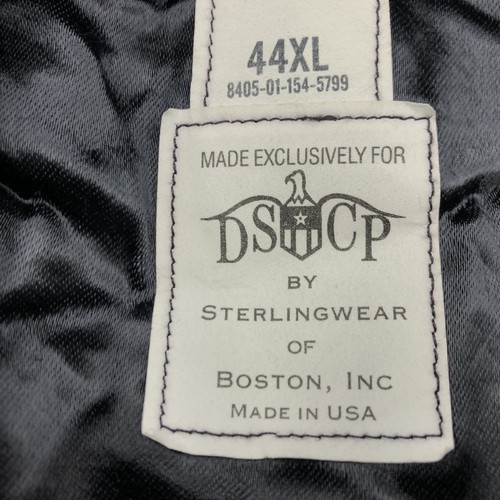 44XL
8405-01-154-5799
MADE EXCLUSIVELY FOR
DSCP
BY
STERLINGWEAR
OF
BOSTON, INC
MADE IN USA